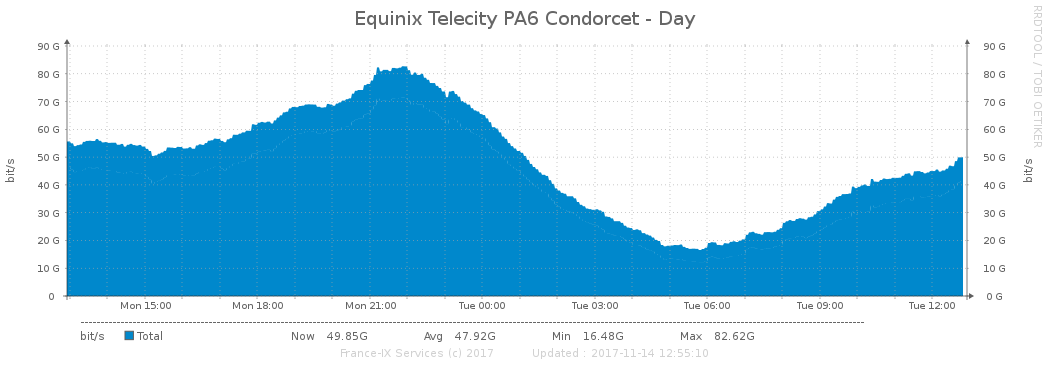 Equinix Telecity PA6 Condorcet - Day
RRDTOOL / TOBI OETIKER
90 G 90 G
80 G 80 G
70 G 70 G
60 G 60 G
50 G 50 G
40 G 40 G
30 G 30 G
20 G 20 G
10 G 10 G
0 0 G
bit/s bit/s
Mon 15:00 Mon 18:00 Mon 21:00 Tue 00:00 Tue 03:00 Tue 06:00 Tue 09:00 Tue 12:00
bit/s Total Now 49.85G Avg 47.92G Min 16.48G Max 82.62G
France-IX Services (c) 2017 Updated : 2017-11-14 12:55:10